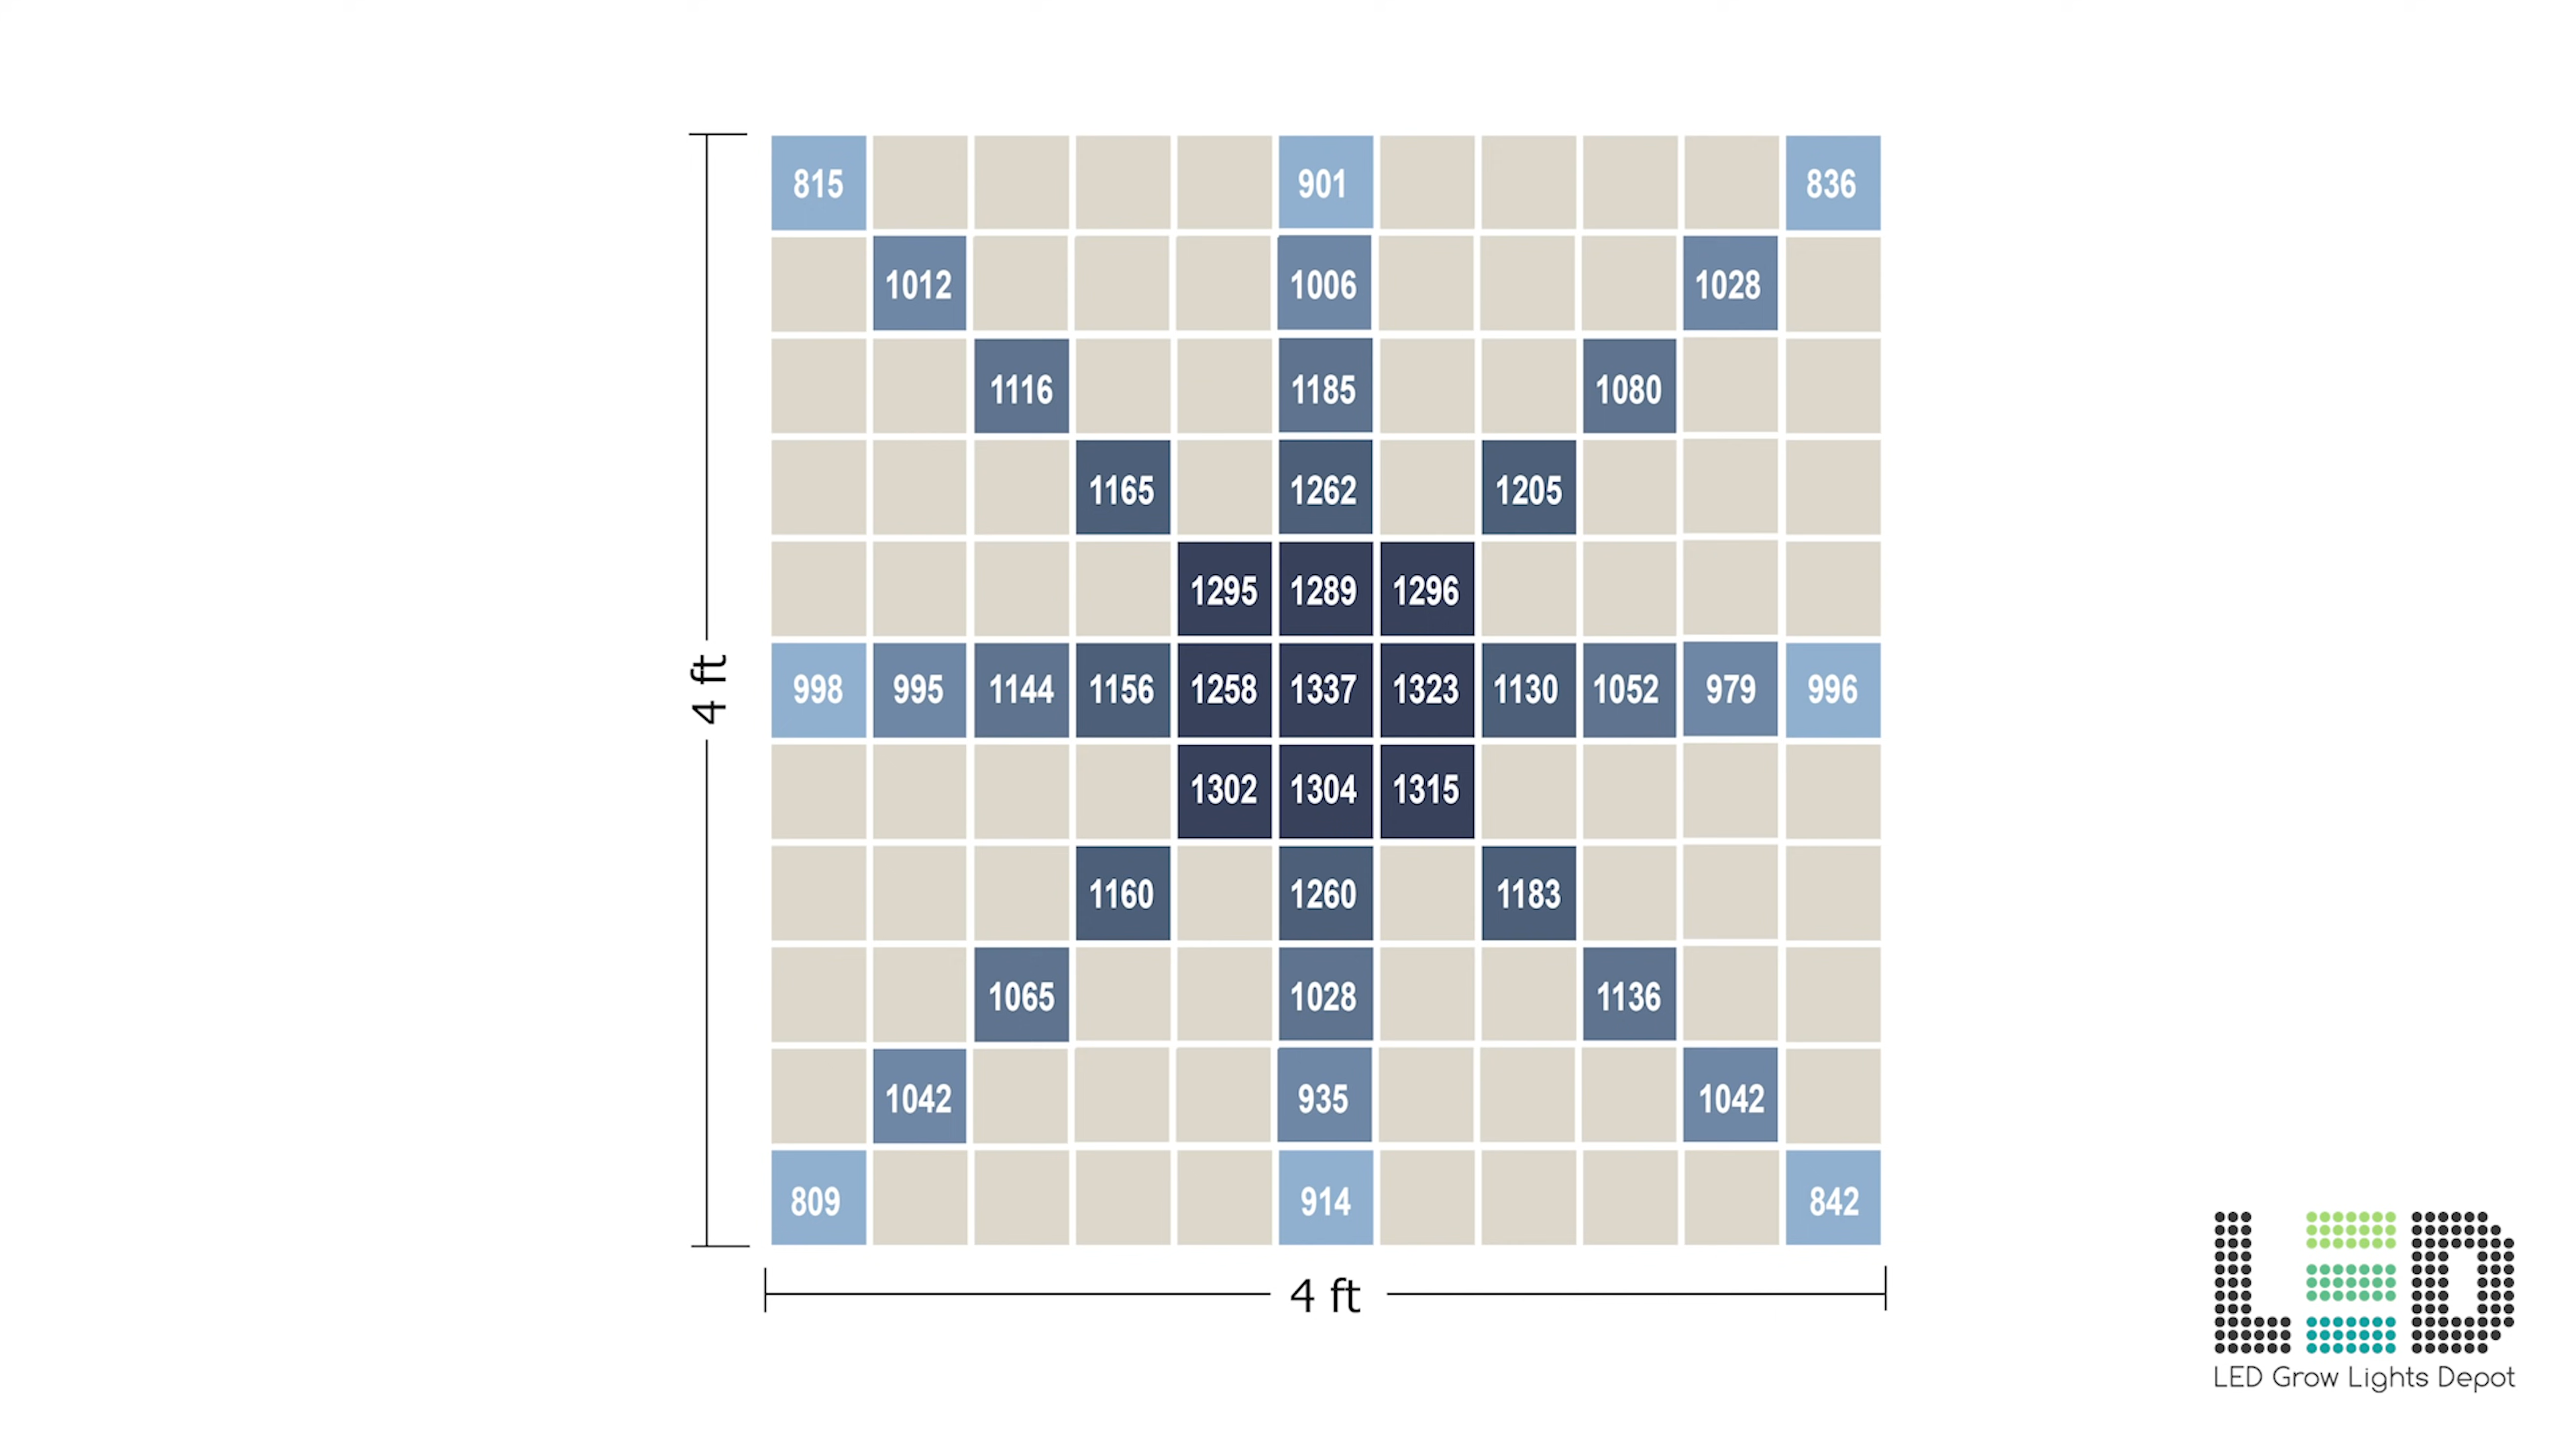 815 901 836
1012 1006 1028
1116 1185 1080
1165 1262 1205
1295 1289 1296
998 995 1144 1156 1258 1337 1323 1130 1052 979 996
4 ft
1302 1304 1315
1160 1260 1183
1065 1028 1136
1042 935 1042
809 914 842
4 ft
LED
LED Grow Lights Depot